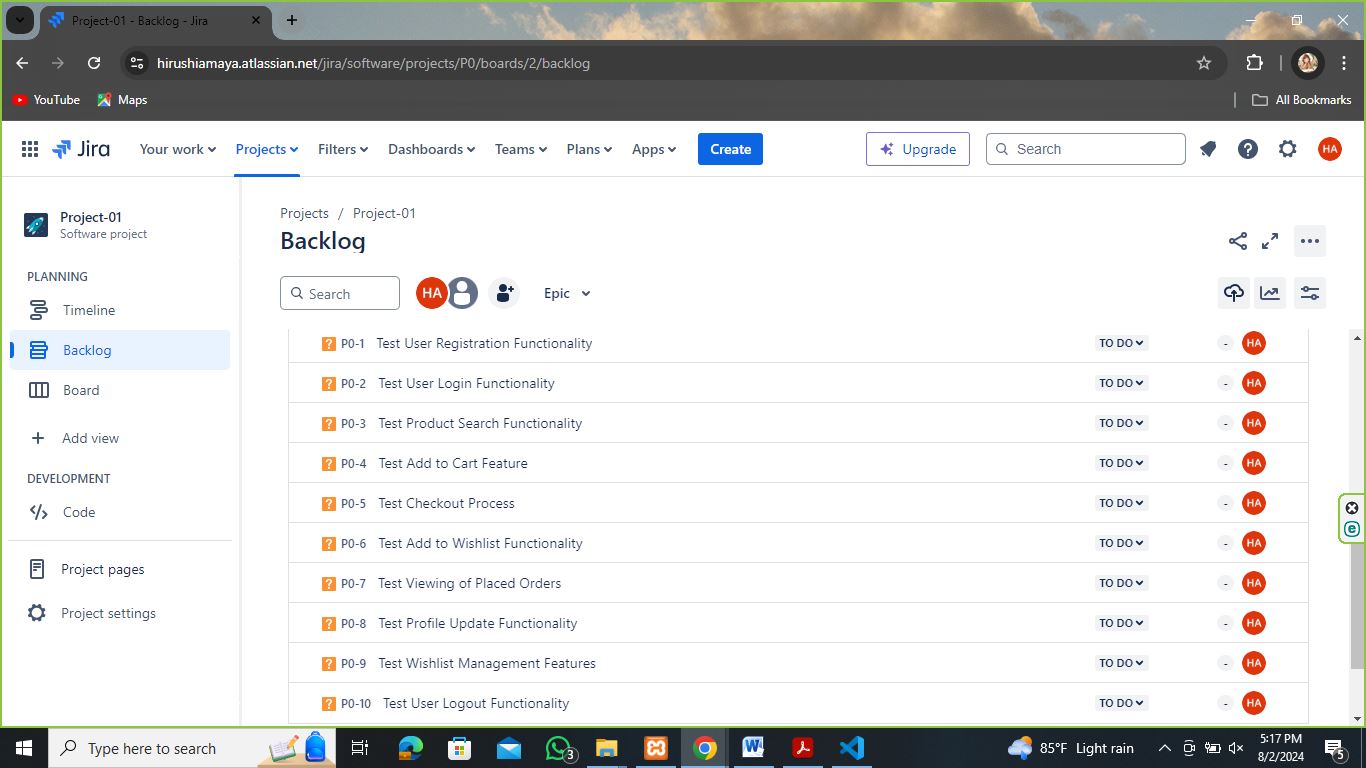 Project-01 - Backlog - Jira
hirushiamaya.atlassian.net/jira/software/projects/P0/boards/2/backlog
YouTube Maps All Bookmarks
Jira Your work Projects Filters Dashboards Teams Plans Apps Create Upgrade Search HA
Project-01
Software project
PLANNING
Timeline
Backlog
Board
Add view
DEVELOPMENT
Code
Project pages
Project settings
Projects / Project-01
Backlog
Search HA Epic
P0-1 Test User Registration Functionality TO DO - HA
P0-2 Test User Login Functionality TO DO - HA
P0-3 Test Product Search Functionality TO DO - HA
P0-4 Test Add to Cart Feature TO DO - HA
P0-5 Test Checkout Process TO DO - HA
P0-6 Test Add to Wishlist Functionality TO DO - HA
P0-7 Test Viewing of Placed Orders TO DO - HA
P0-8 Test Profile Update Functionality TO DO - HA
P0-9 Test Wishlist Management Features TO DO - HA
P0-10 Test User Logout Functionality TO DO - HA
Type here to search 3 85°F Light rain 5:17 PM
8/2/2024 5